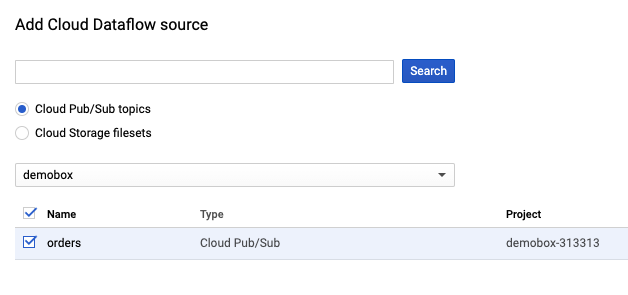 Add Cloud Dataflow source
Search
Cloud Pub/Sub topics
Cloud Storage filesets
demobox
Name Type Project
orders Cloud Pub/Sub demobox-313313